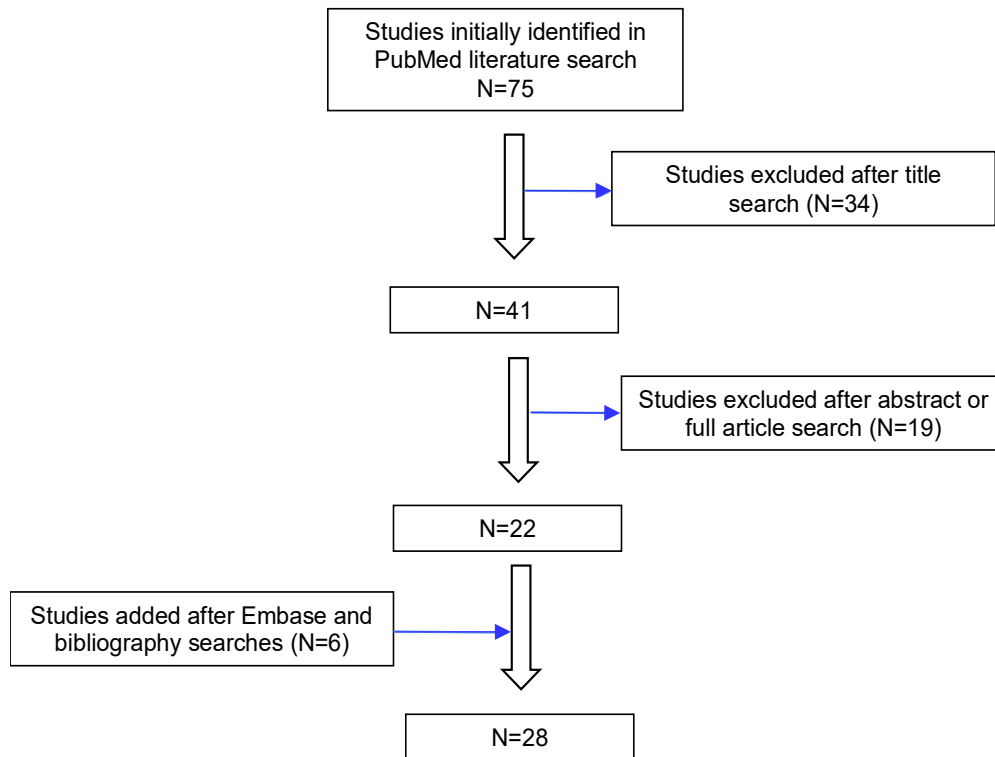 Studies initially identified in
PubMed literature search
N=75
Studies excluded after title
search (N=34)
N=41
Studies excluded after abstract or
full article search (N=19)
N=22
Studies added after Embase and
bibliography searches (N=6)
N=28